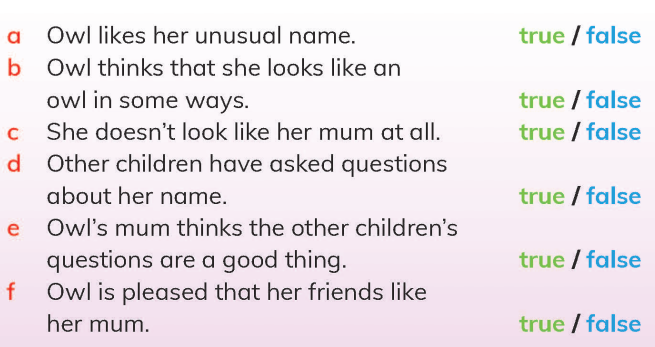 a Owl likes her unusual name. true / false
b Owl thinks that she looks like an
owl in some ways. true / false
c She doesn’t look like her mum at all. true / false
d Other children have asked questions
about her name. true / false
e Owl’s mum thinks the other children’s
questions are a good thing. true / false
f Owl is pleased that her friends like
her mum. true / false